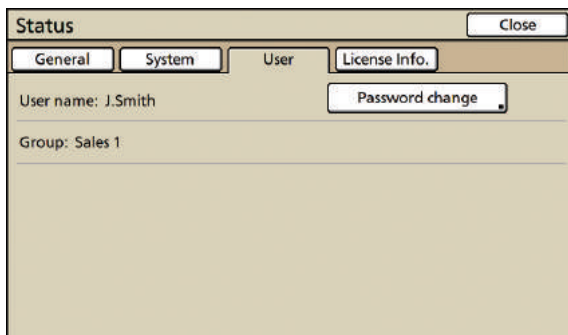 Status Close
General System User License Info.
User name: J.Smith Password change
Group: Sales 1